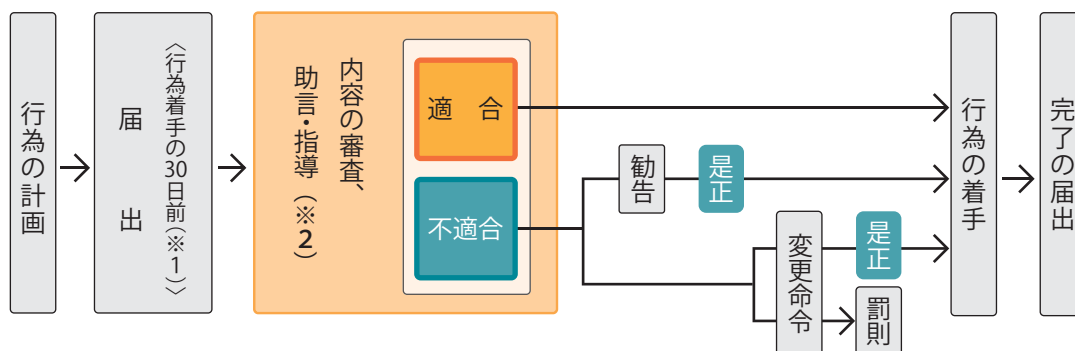 行為の計画
届出
〈行為着手の30日前(※1)〉
内容の審査、
助言・指導(※2)
適合
不適合
勧告
是正
変更命令
是正
罰則
行為の着手
完了の届出